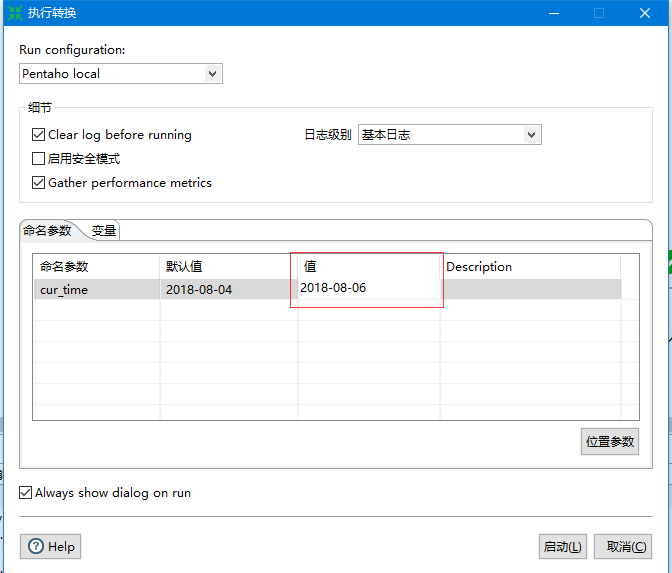 执行转换
Run configuration:
Pentaho local
细节
Clear log before running
日志级别 基本日志
启用安全模式
Gather performance metrics
命名参数 变量
命名参数 默认值 值 Description
cur_time 2018-08-04 2018-08-06
位置参数
Always show dialog on run
Help 启动(L) 取消(C)